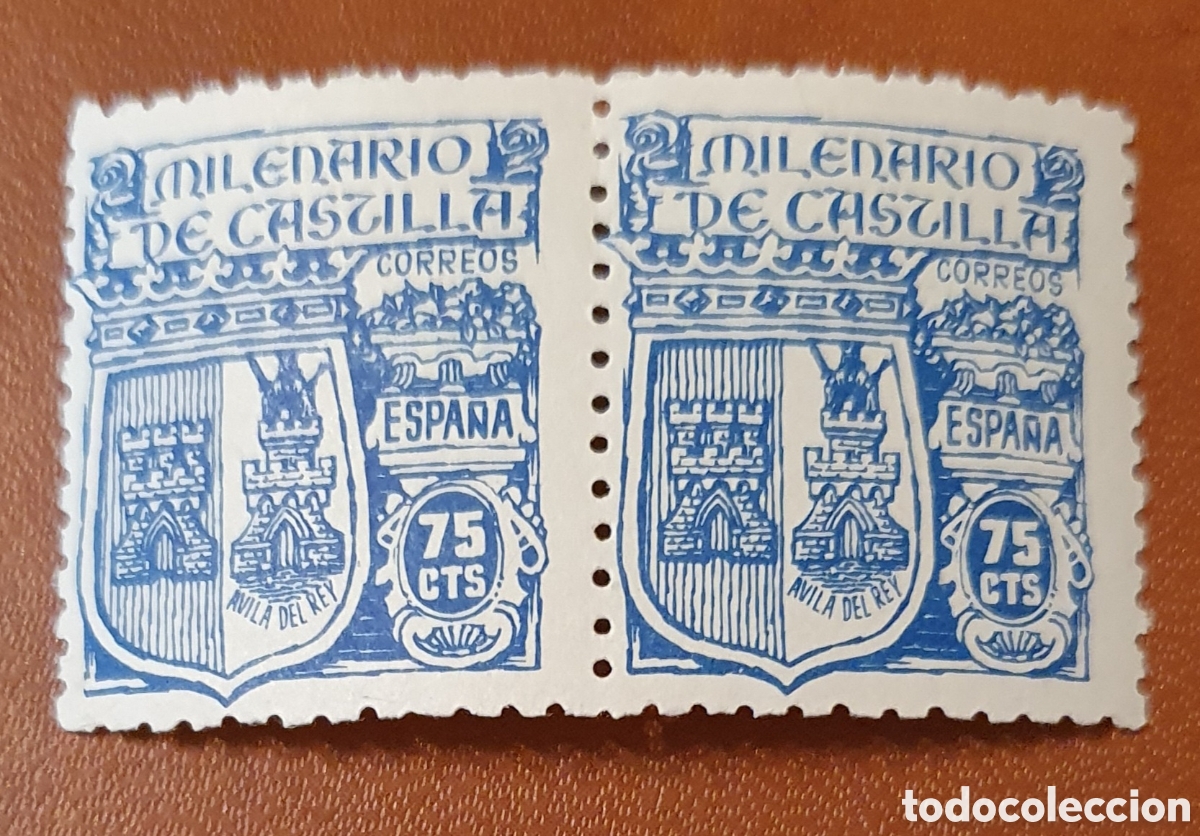 MILENARIO
DE CASTILLA
CORREOS
ESPAÑA
75
CTS
AVILA DEL REY
MILENARIO
DE CASTILLA
CORREOS
ESPAÑA
75
CTS
AVILA DEL REY
todocoleccion